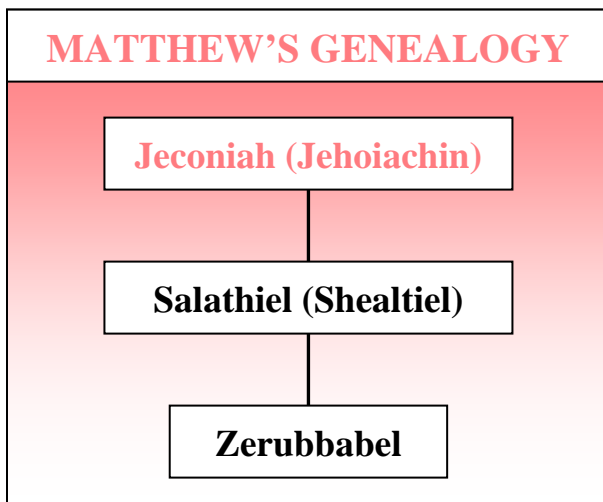 MATTHEW’S GENEALOGY
Jeconiah (Jehoiachin)
Salathiel (Shealtiel)
Zerubbabel